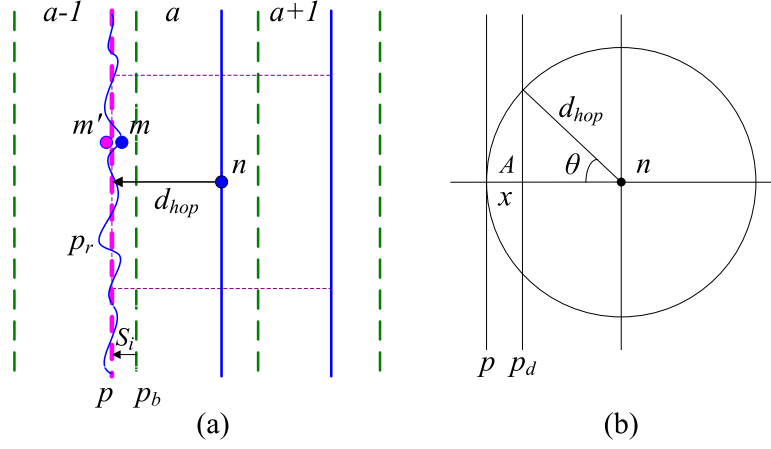 a-1 a a+1
m' m
n
d_hop
p_r
S_i
p p_b
(a)
d_hop
A θ n
x
p p_d
(b)